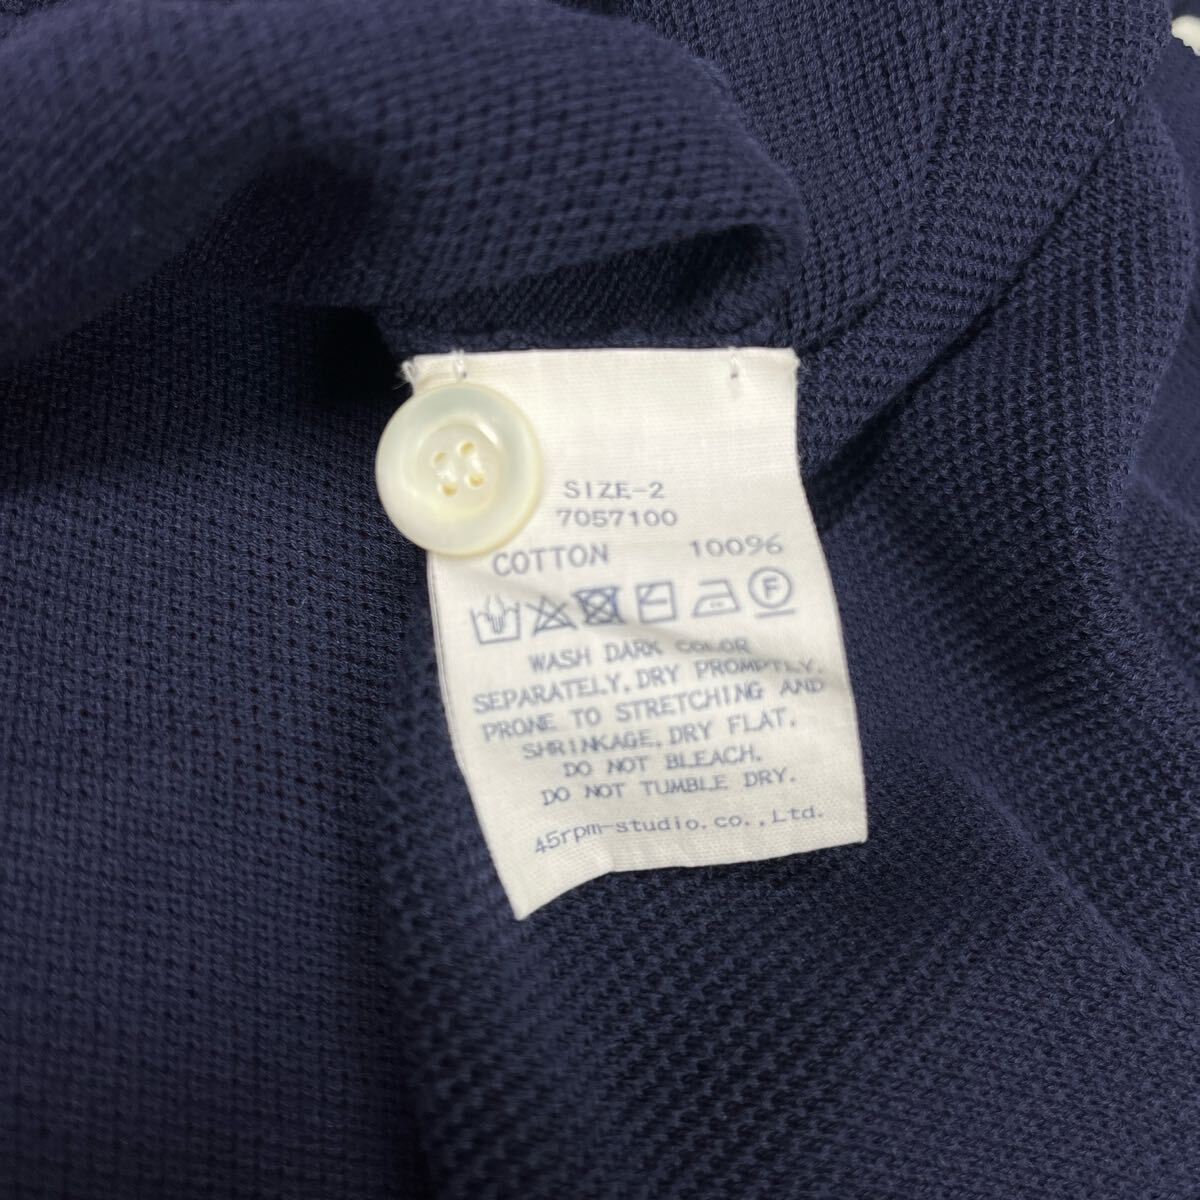 SIZE-2
7057100
COTTON 10096
F
WASH DARK COLOR
SEPARATELY, DRY PROMPTLY.
PRONE TO STRETCHING AND
SHRINKAGE, DRY FLAT.
DO NOT BLEACH.
DO NOT TUMBLE DRY.
45rpm-studio.co.,Ltd.